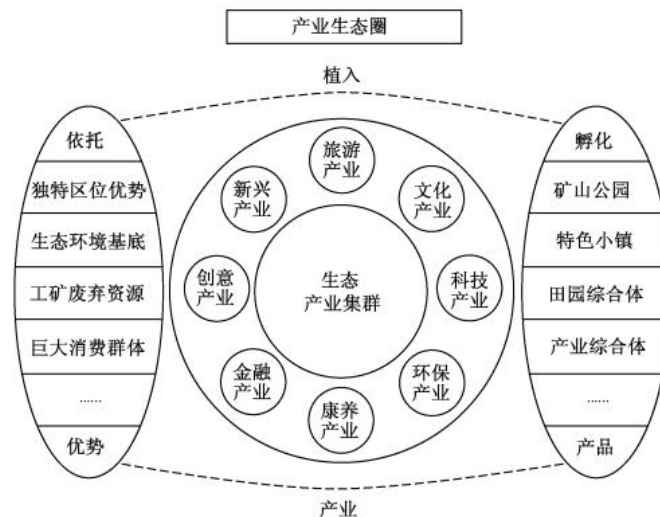 产业生态圈
植入
依托
独特区位优势
生态环境基底
工矿废弃资源
巨大消费群体
……
优势
旅游
产业
新兴
产业
文化
产业
创意
产业
生态
产业集群
科技
产业
金融
产业
环保
产业
康养
产业
孵化
矿山公园
特色小镇
田园综合体
产业综合体
……
产品
产业